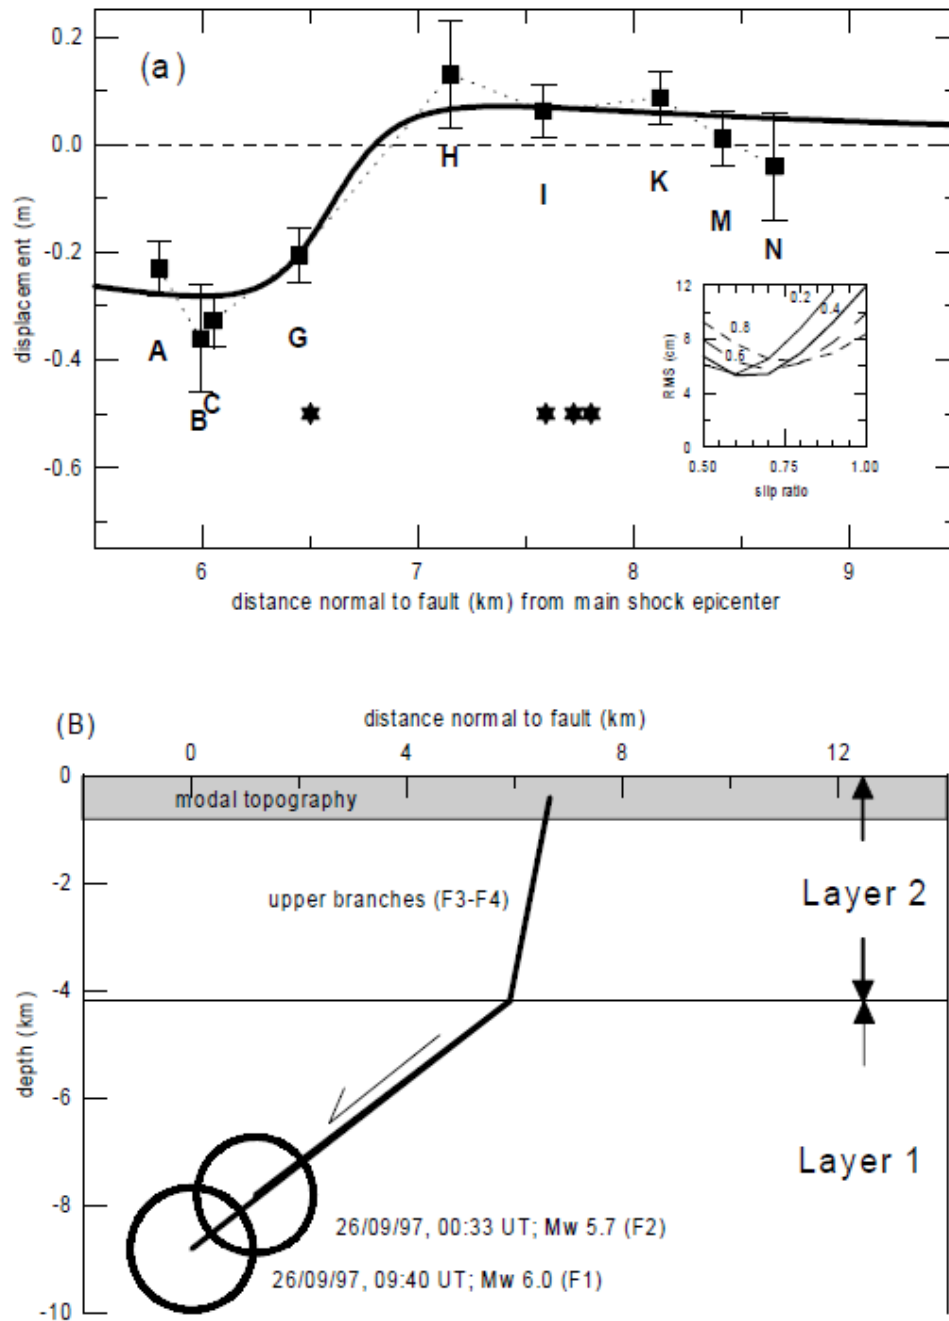 0.2
(a)
0.0
H
I
K
M
N
-0.2
A
G
B
C
-0.4
-0.6
displacement (m)
12
8
4
0
RMS (cm)
0.2
0.4
0.8
0.6
0.50
0.75
1.00
slip ratio
6
7
8
9
distance normal to fault (km) from main shock epicenter
(B)
distance normal to fault (km)
0
4
8
12
0
modal topography
-2
upper branches (F3-F4)
Layer 2
-4
depth (km)
-6
Layer 1
-8
26/09/97, 00:33 UT; Mw 5.7 (F2)
26/09/97, 09:40 UT; Mw 6.0 (F1)
-10